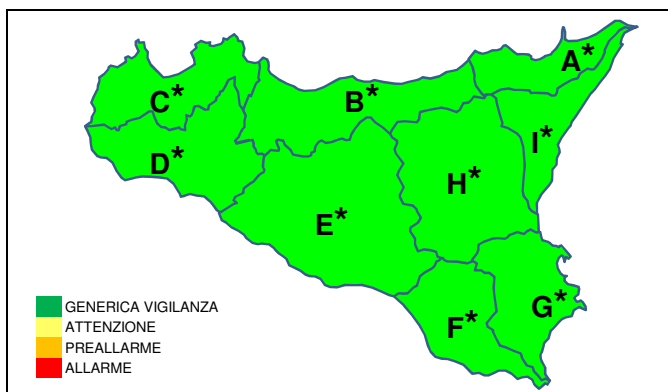 A*
C*
B*
I*
D*
H*
E*
G*
F*
GENERICA VIGILANZA
ATTENZIONE
PREALLARME
ALLARME